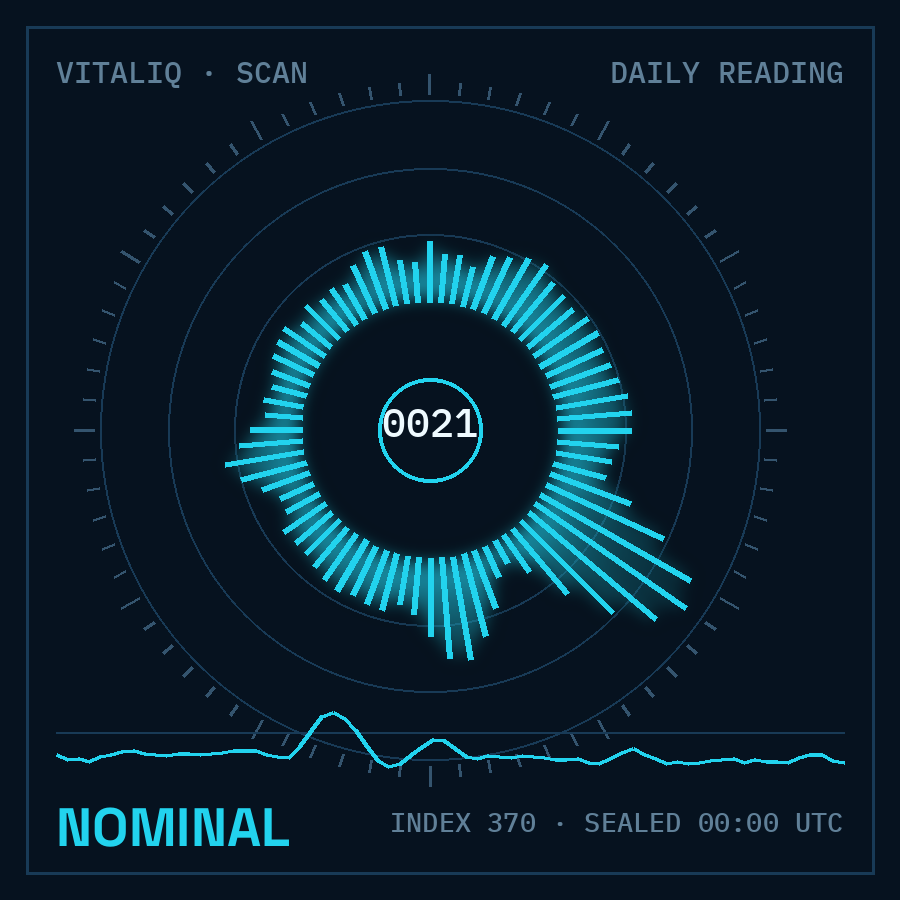 VITALIQ · SCAN
DAILY READING
0021
NOMINAL
INDEX 370 · SEALED 00:00 UTC